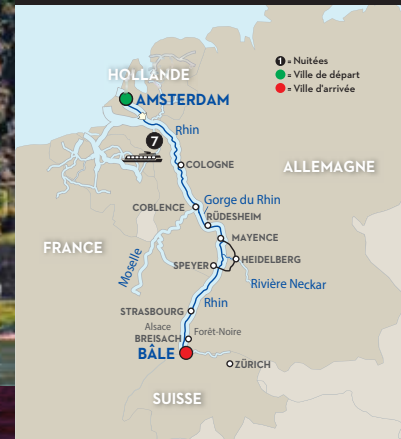 1 = Nuitées
= Ville de départ
= Ville d'arrivée
HOLLANDE
AMSTERDAM
Rhin
7
COLOGNE
ALLEMAGNE
Gorge du Rhin
COBLENCE
RÜDESHEIM
MAYENCE
FRANCE
HEIDELBERG
SPEYER
Moselle
Rivière Neckar
Rhin
STRASBOURG
Alsace
Forêt-Noire
BREISACH
BÂLE
ZÜRICH
SUISSE